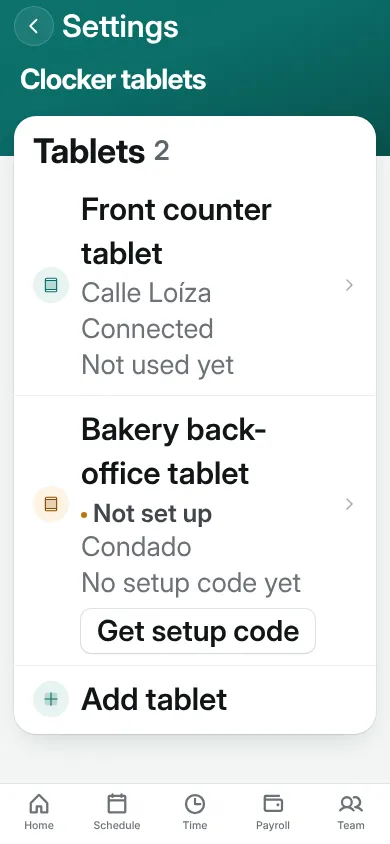 Settings
Clocker tablets
Tablets 2
Front counter
tablet
Calle Loíza
Connected
Not used yet
Bakery back-
office tablet
Not set up
Condado
No setup code yet
Get setup code
Add tablet
Home
Schedule
Time
Payroll
Team